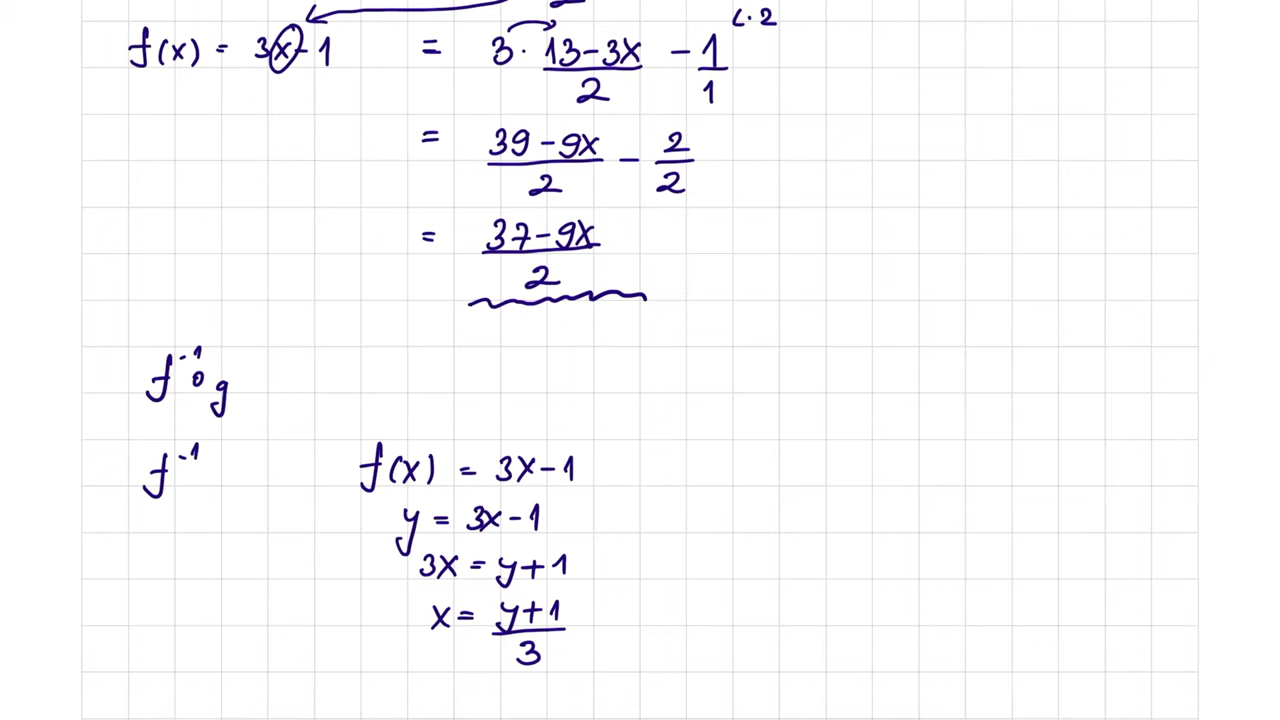 f(x) = 3x-1 = 3 · (13-3x)/2 - 1/1 (·2
= (39-9x)/2 - 2/2
= (37-9x)/2
f⁻¹∘g
f⁻¹ f(x) = 3x-1
y = 3x-1
3x = y+1
x = (y+1)/3